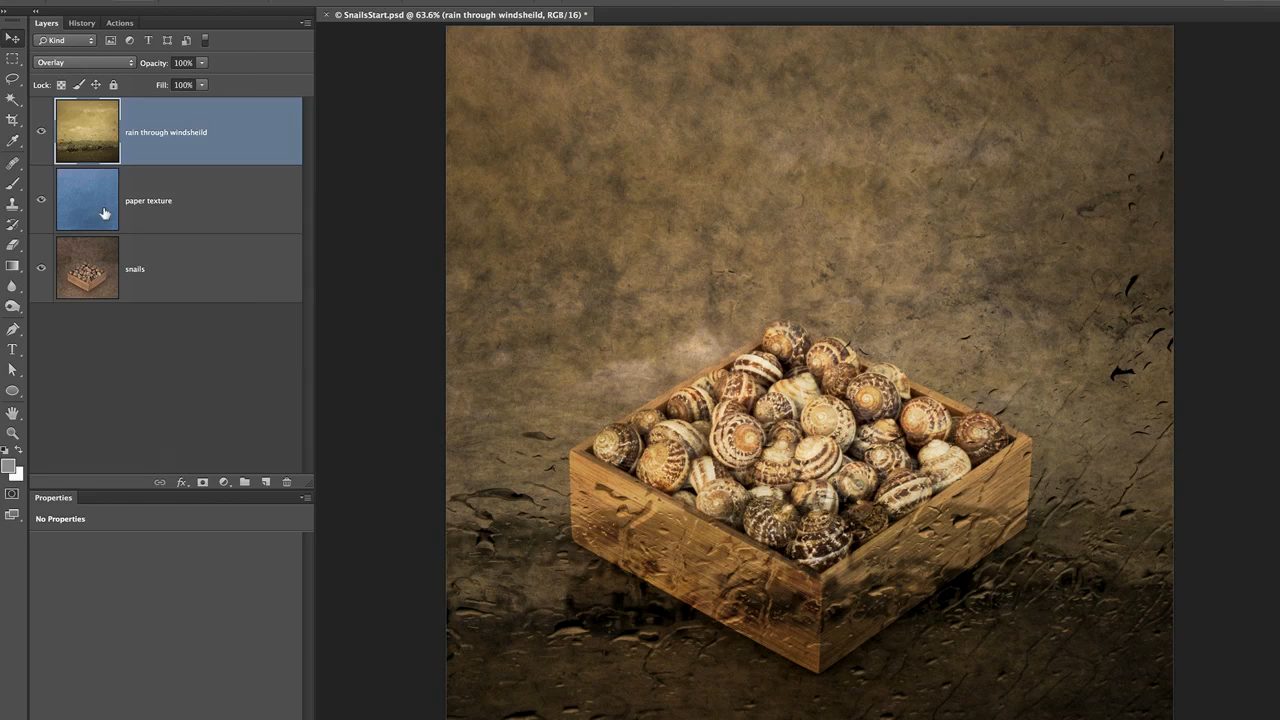 Layers History Actions
© SnailsStart.psd @ 63.6% (rain through windsheild, RGB/16) *
Kind
Overlay Opacity: 100%
Lock: Fill: 100%
rain through windsheild
paper texture
snails
fx
Properties
No Properties